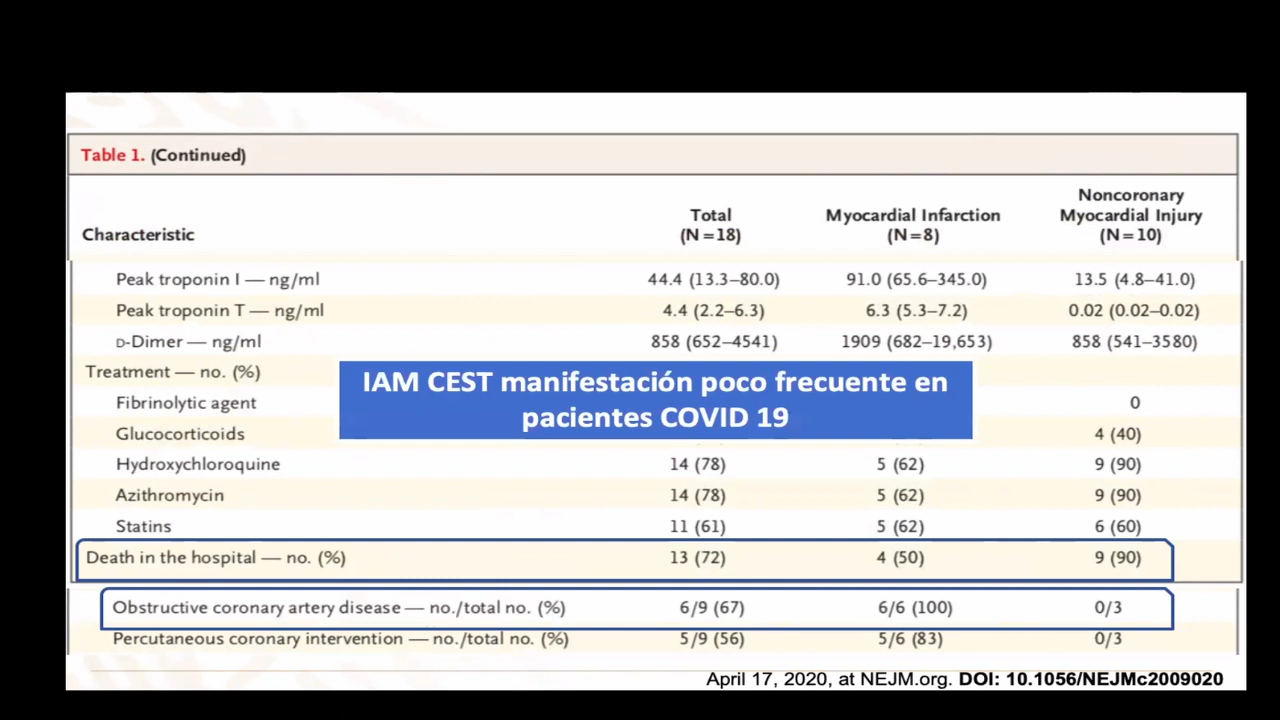 Table 1. (Continued)
Characteristic Total (N=18) Myocardial Infarction (N=8) Noncoronary Myocardial Injury (N=10)
Peak troponin I — ng/ml 44.4 (13.3–80.0) 91.0 (65.6–345.0) 13.5 (4.8–41.0)
Peak troponin T — ng/ml 4.4 (2.2–6.3) 6.3 (5.3–7.2) 0.02 (0.02–0.02)
D-Dimer — ng/ml 858 (652–4541) 1909 (682–19,653) 858 (541–3580)
Treatment — no. (%)
IAM CEST manifestación poco frecuente en
pacientes COVID 19
Fibrinolytic agent 0
Glucocorticoids 4 (40)
Hydroxychloroquine 14 (78) 5 (62) 9 (90)
Azithromycin 14 (78) 5 (62) 9 (90)
Statins 11 (61) 5 (62) 6 (60)
Death in the hospital — no. (%) 13 (72) 4 (50) 9 (90)
Obstructive coronary artery disease — no./total no. (%) 6/9 (67) 6/6 (100) 0/3
Percutaneous coronary intervention — no./total no. (%) 5/9 (56) 5/6 (83) 0/3
April 17, 2020, at NEJM.org. DOI: 10.1056/NEJMc2009020